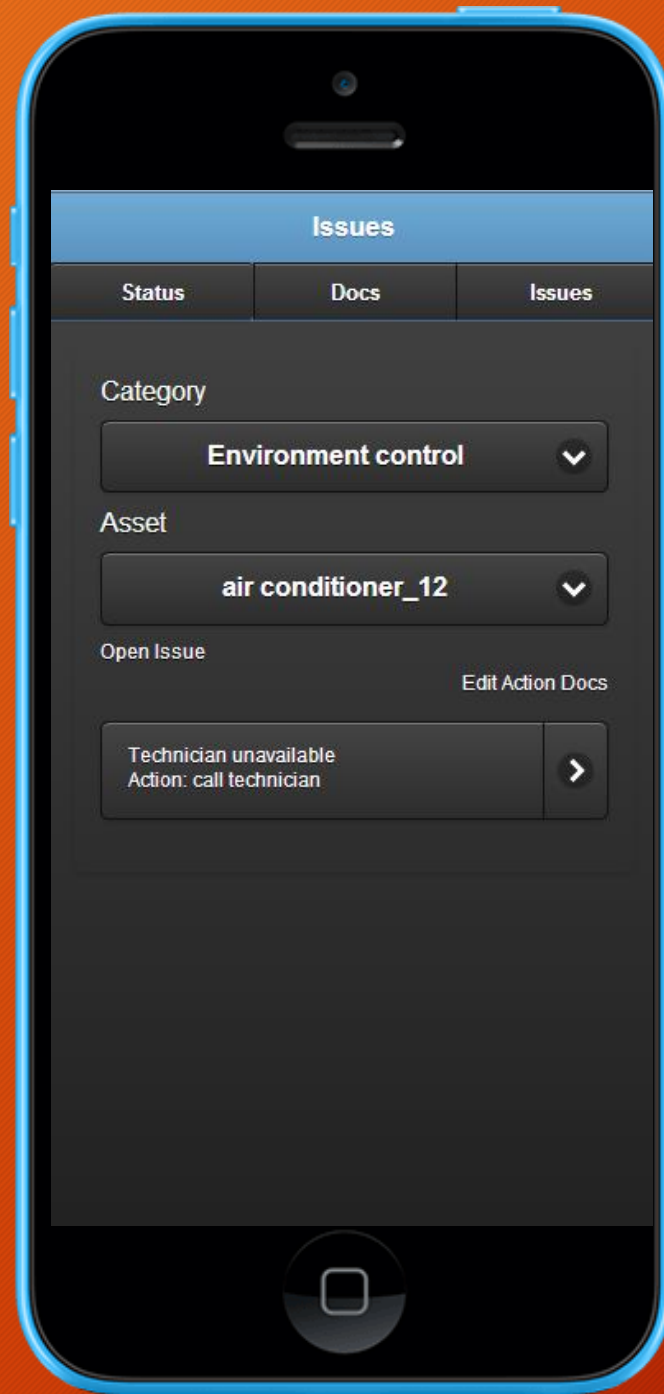 Issues
Status Docs Issues
Category
Environment control
Asset
air conditioner_12
Open Issue
Edit Action Docs
Technician unavailable
Action: call technician